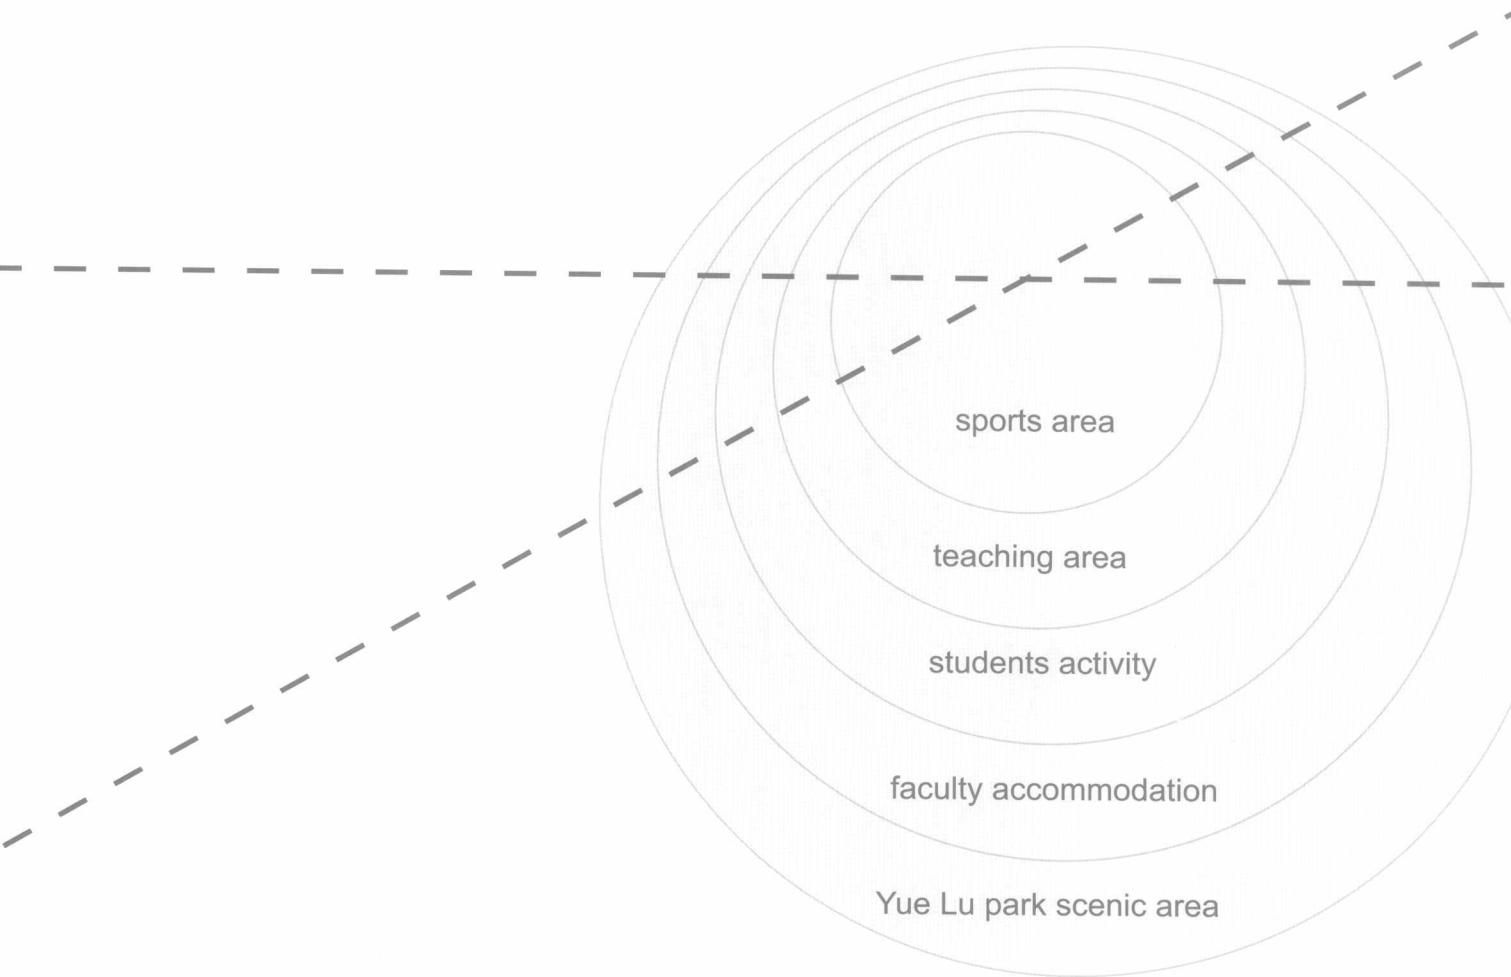 sports area
teaching area
students activity
faculty accommodation
Yue Lu park scenic area